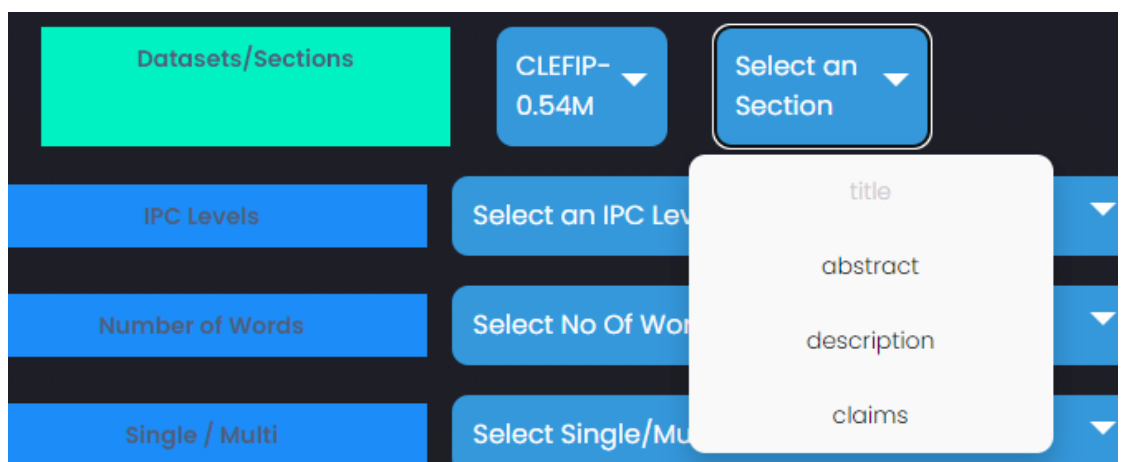 Datasets/Sections
CLEFIP-
0.54M
Select an
Section
title
IPC Levels
Select an IPC Lev
abstract
Number of Words
Select No Of Wor
description
Single / Multi
Select Single/Mu
claims